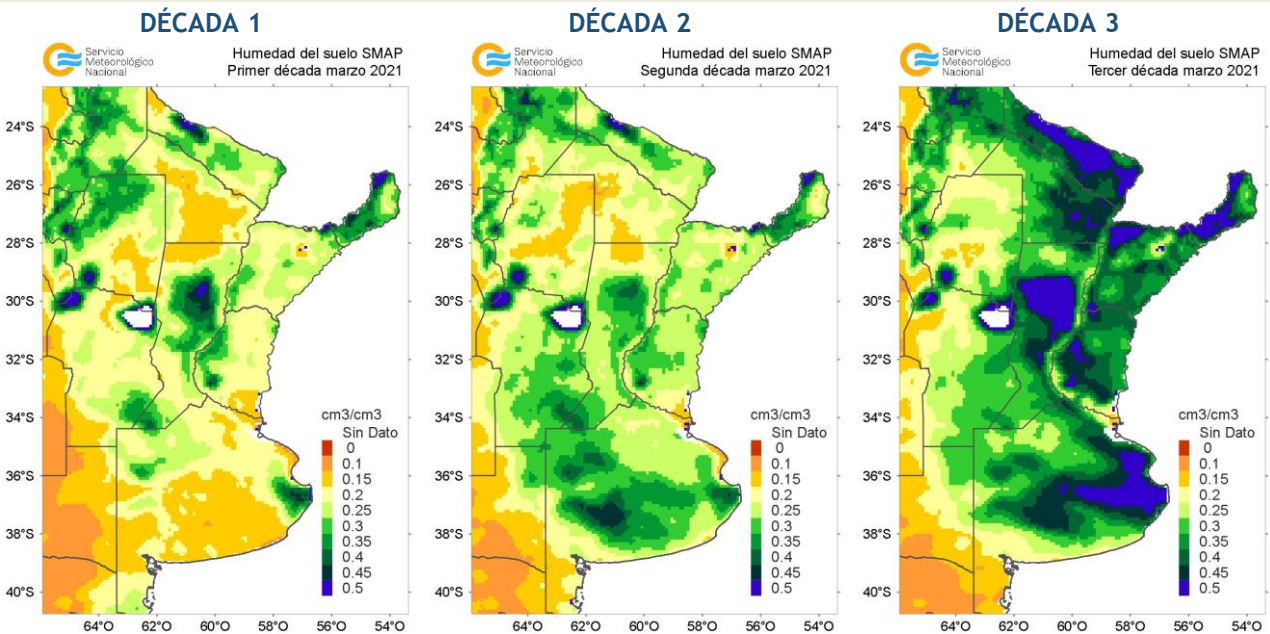 DÉCADA 1
Servicio
Meteorológico
Nacional
Humedad del suelo SMAP
Primer década marzo 2021
24°S
26°S
28°S
30°S
32°S
34°S
36°S
38°S
40°S
64°O 62°O 60°O 58°O 56°O 54°O
cm3/cm3
Sin Dato
0
0.1
0.15
0.2
0.25
0.3
0.35
0.4
0.45
0.5
DÉCADA 2
Servicio
Meteorológico
Nacional
Humedad del suelo SMAP
Segunda década marzo 2021
24°S
26°S
28°S
30°S
32°S
34°S
36°S
38°S
40°S
64°O 62°O 60°O 58°O 56°O 54°O
cm3/cm3
Sin Dato
0
0.1
0.15
0.2
0.25
0.3
0.35
0.4
0.45
0.5
DÉCADA 3
Servicio
Meteorológico
Nacional
Humedad del suelo SMAP
Tercer década marzo 2021
24°S
26°S
28°S
30°S
32°S
34°S
36°S
38°S
40°S
64°O 62°O 60°O 58°O 56°O 54°O
cm3/cm3
Sin Dato
0
0.1
0.15
0.2
0.25
0.3
0.35
0.4
0.45
0.5